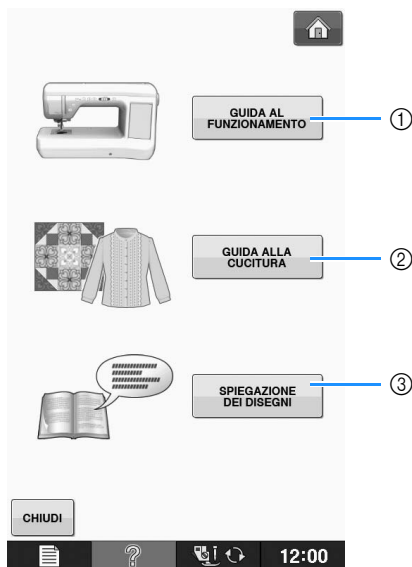 GUIDA AL
FUNZIONAMENTO
1
GUIDA ALLA
CUCITURA
2
SPIEGAZIONE
DEI DISEGNI
3
CHIUDI
12:00